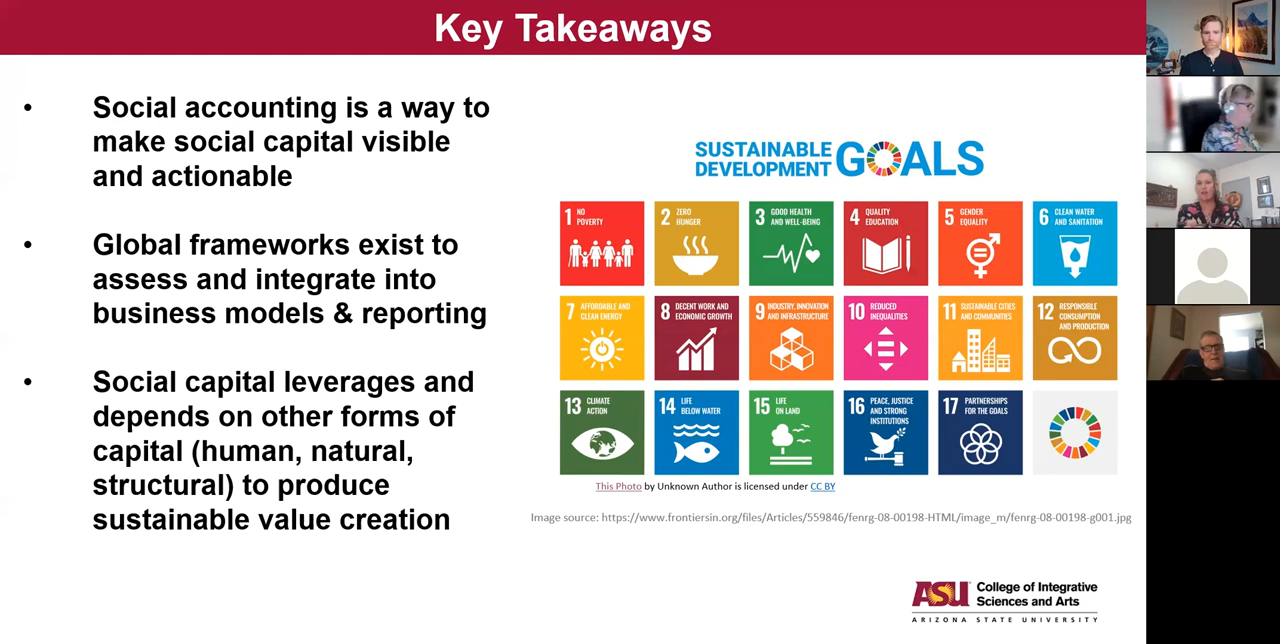 Key Takeaways
• Social accounting is a way to
make social capital visible
and actionable
• Global frameworks exist to
assess and integrate into
business models & reporting
• Social capital leverages and
depends on other forms of
capital (human, natural,
structural) to produce
sustainable value creation
SUSTAINABLE
DEVELOPMENT GOALS
1 NO
POVERTY
2 ZERO
HUNGER
3 GOOD HEALTH
AND WELL-BEING
4 QUALITY
EDUCATION
5 GENDER
EQUALITY
6 CLEAN WATER
AND SANITATION
7 AFFORDABLE AND
CLEAN ENERGY
8 DECENT WORK AND
ECONOMIC GROWTH
9 INDUSTRY, INNOVATION
AND INFRASTRUCTURE
10 REDUCED
INEQUALITIES
11 SUSTAINABLE CITIES
AND COMMUNITIES
12 RESPONSIBLE
CONSUMPTION
AND PRODUCTION
13 CLIMATE
ACTION
14 LIFE
BELOW WATER
15 LIFE
ON LAND
16 PEACE, JUSTICE
AND STRONG
INSTITUTIONS
17 PARTNERSHIPS
FOR THE GOALS
This Photo by Unknown Author is licensed under CC BY
Image source: https://www.frontiersin.org/files/Articles/559846/fenrg-08-00198-HTML/image_m/fenrg-08-00198-g001.jpg
ASU College of Integrative
Sciences and Arts
ARIZONA STATE UNIVERSITY